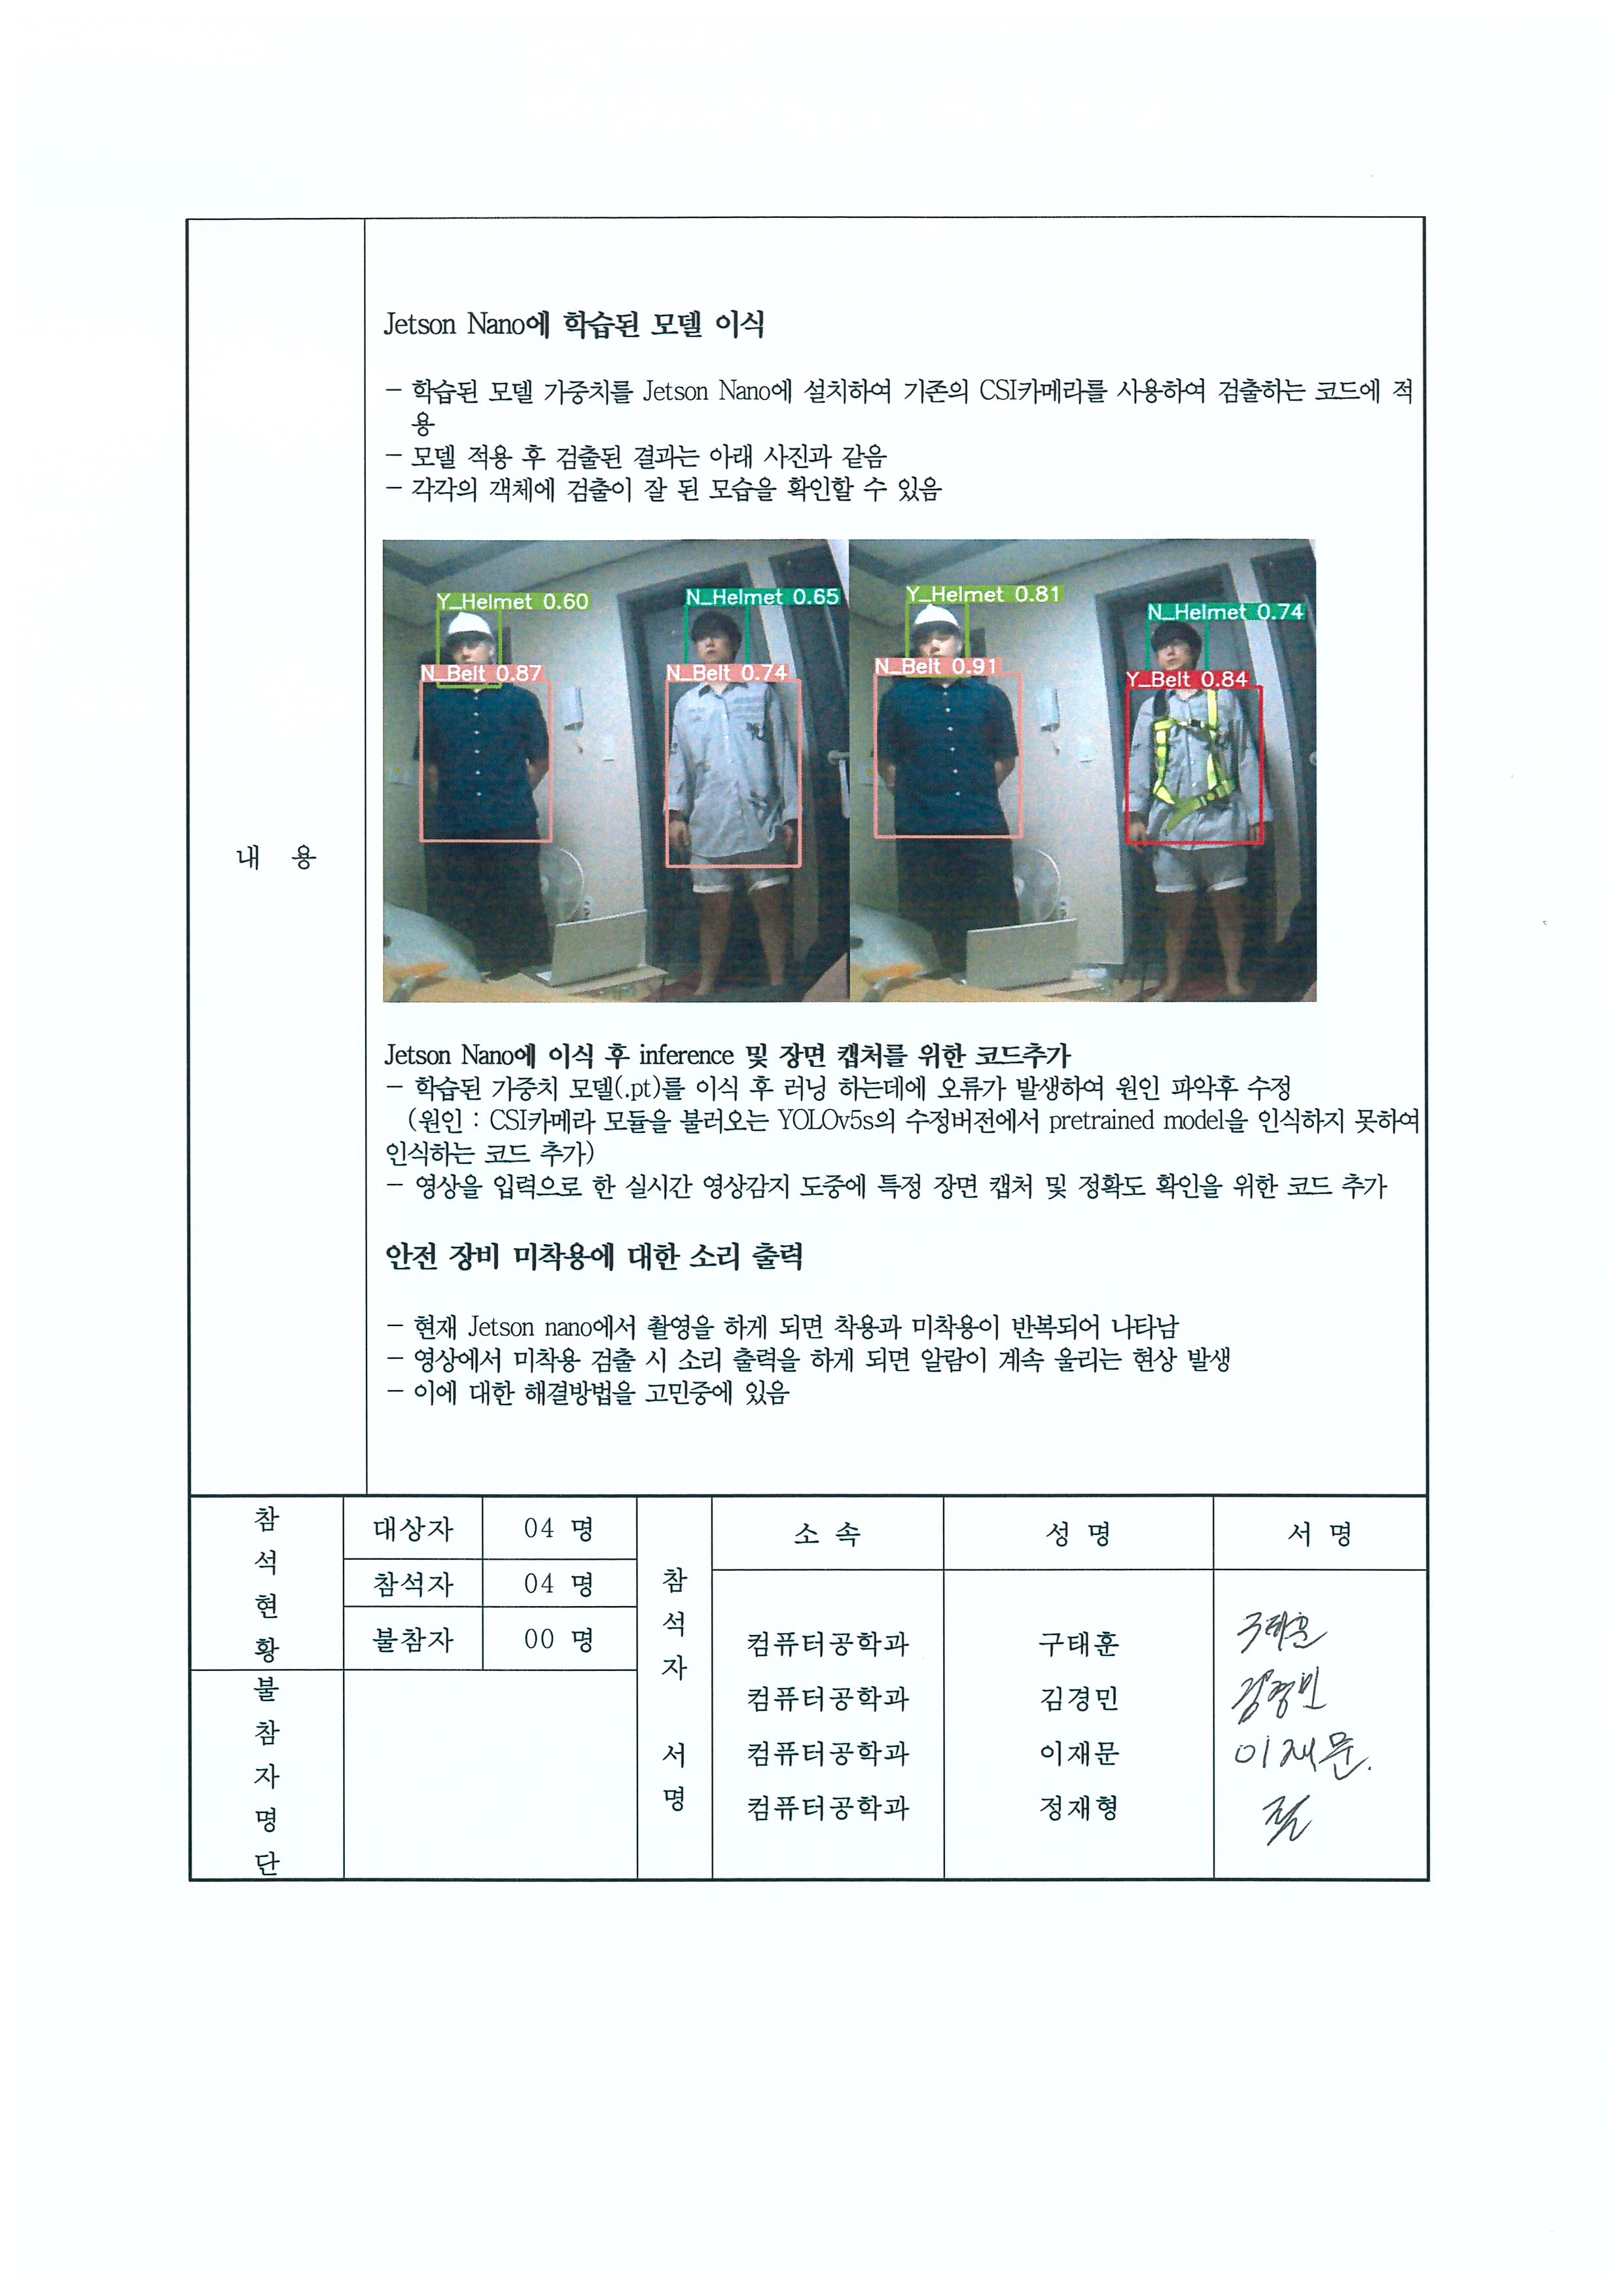 Jetson Nano에 학습된 모델 이식
- 학습된 모델 가중치를 Jetson Nano에 설치하여 기존의 CSI카메라를 사용하여 검출하는 코드에 적
용
- 모델 적용 후 검출된 결과는 아래 사진과 같음
- 각각의 객체에 검출이 잘 된 모습을 확인할 수 있음
Y_Helmet 0.60
N_Helmet 0.65
N_Belt 0.87
N_Belt 0.74
Y_Helmet 0.81
N_Helmet 0.74
N_Belt 0.91
Y_Belt 0.84
내 용
Jetson Nano에 이식 후 inference 및 장면 캡처를 위한 코드추가
- 학습된 가중치 모델(.pt)를 이식 후 러닝 하는데에 오류가 발생하여 원인 파악후 수정
(원인 : CSI카메라 모듈을 불러오는 YOLOv5s의 수정버전에서 pretrained model을 인식하지 못하여
인식하는 코드 추가)
- 영상을 입력으로 한 실시간 영상감지 도중에 특정 장면 캡처 및 정확도 확인을 위한 코드 추가
안전 장비 미착용에 대한 소리 출력
- 현재 Jetson nano에서 촬영을 하게 되면 착용과 미착용이 반복되어 나타남
- 영상에서 미착용 검출 시 소리 출력을 하게 되면 알람이 계속 울리는 현상 발생
- 이에 대한 해결방법을 고민중에 있음
참석현황
대상자 04 명
참석자 04 명
불참자 00 명
불참자명단
참석자 서명
소 속 성 명 서 명
컴퓨터공학과 구태훈 구태훈
컴퓨터공학과 김경민 김경민
컴퓨터공학과 이재문 이재문.
컴퓨터공학과 정재형